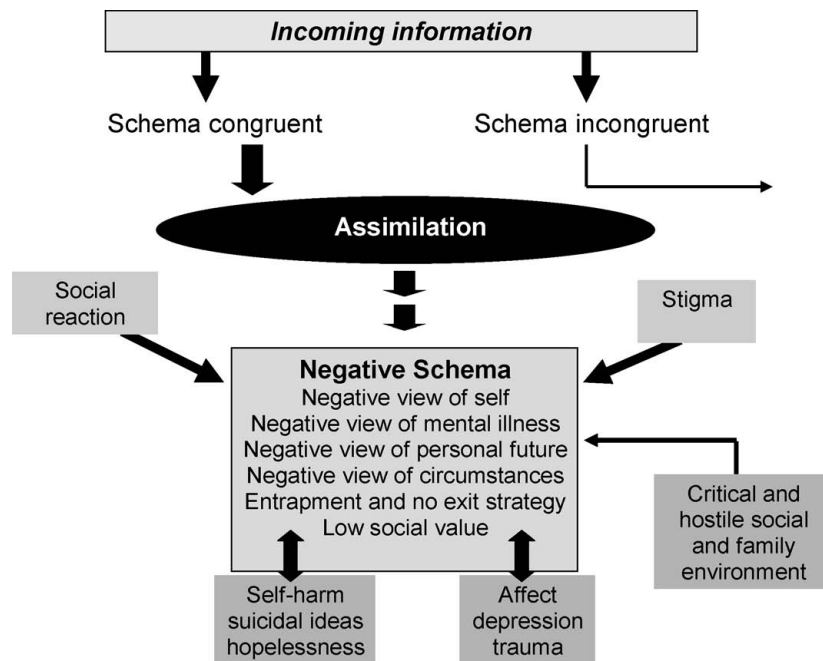 Incoming information
Schema congruent
Schema incongruent
Assimilation
Social
reaction
Stigma
Negative Schema
Negative view of self
Negative view of mental illness
Negative view of personal future
Negative view of circumstances
Entrapment and no exit strategy
Low social value
Critical and
hostile social
and family
environment
Self-harm
suicidal ideas
hopelessness
Affect
depression
trauma